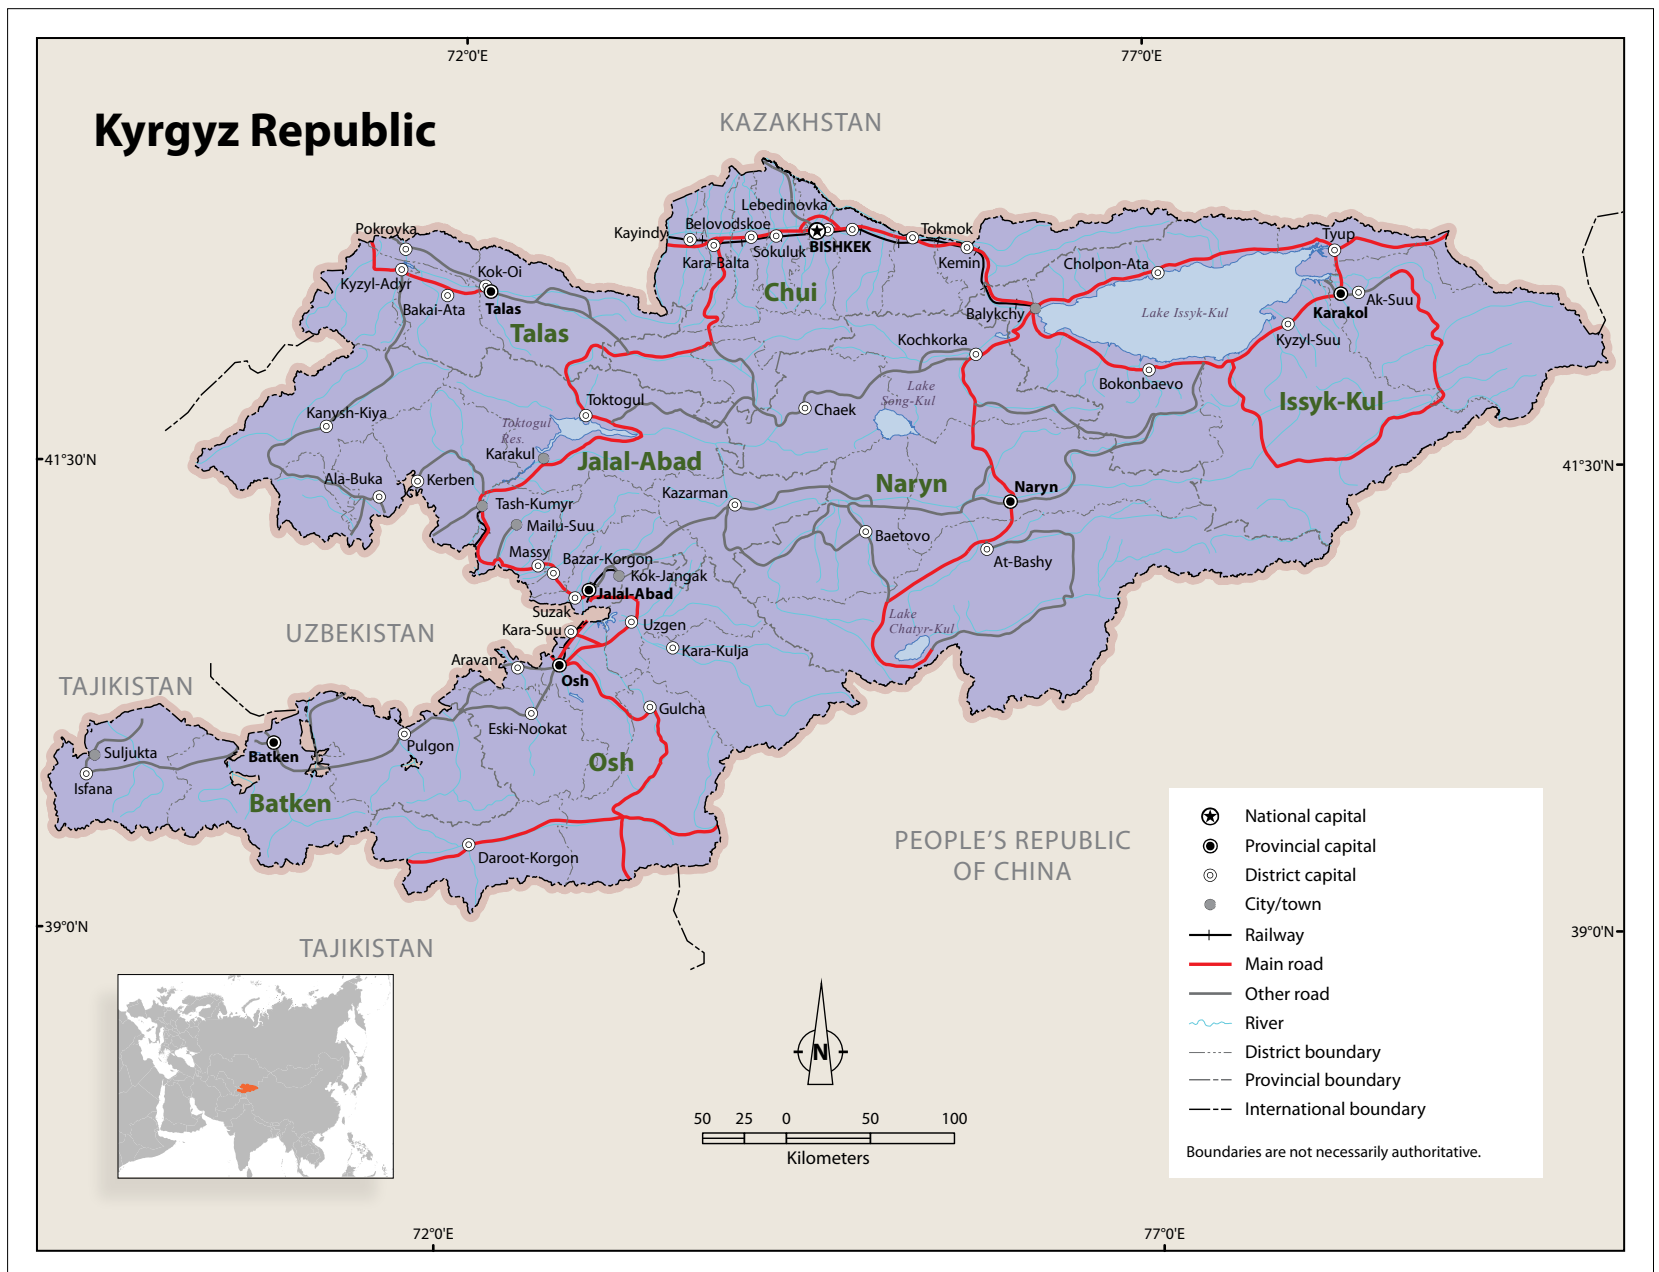 72°0'E
77°0'E
Kyrgyz Republic
KAZAKHSTAN
Lebedinovka
Pokrovka
Kayindy
Belovodskoe
BISHKEK
Tokmok
Tyup
Kara-Balta
Sokuluk
Kemin
Cholpon-Ata
Kok-Oi
Kyzyl-Adyr
Bakai-Ata
Talas
Chui
Ak-Suu
Karakol
Balykchy
Lake Issyk-Kul
Talas
Kochkorka
Kyzyl-Suu
Bokonbaevo
Lake
Song-Kul
Toktogul
Chaek
Issyk-Kul
Kanysh-Kiya
Toktogul
Res.
Karakul
Jalal-Abad
41°30'N
41°30'N
Ala-Buka
Kerben
Kazarman
Naryn
Naryn
Tash-Kumyr
Mailu-Suu
Baetovo
Massy
Bazar-Korgon
At-Bashy
Kok-Jangak
Jalal-Abad
Suzak
Lake
Chatyr-Kul
UZBEKISTAN
Kara-Suu
Uzgen
Kara-Kulja
Aravan
Osh
TAJIKISTAN
Gulcha
Eski-Nookat
Suljukta
Batken
Pulgon
Osh
Isfana
Batken
PEOPLE'S REPUBLIC
OF CHINA
Daroot-Korgon
39°0'N
39°0'N
TAJIKISTAN
National capital
Provincial capital
District capital
City/town
Railway
Main road
Other road
River
District boundary
Provincial boundary
International boundary
Boundaries are not necessarily authoritative.
N
50 25 0 50 100
Kilometers
72°0'E
77°0'E